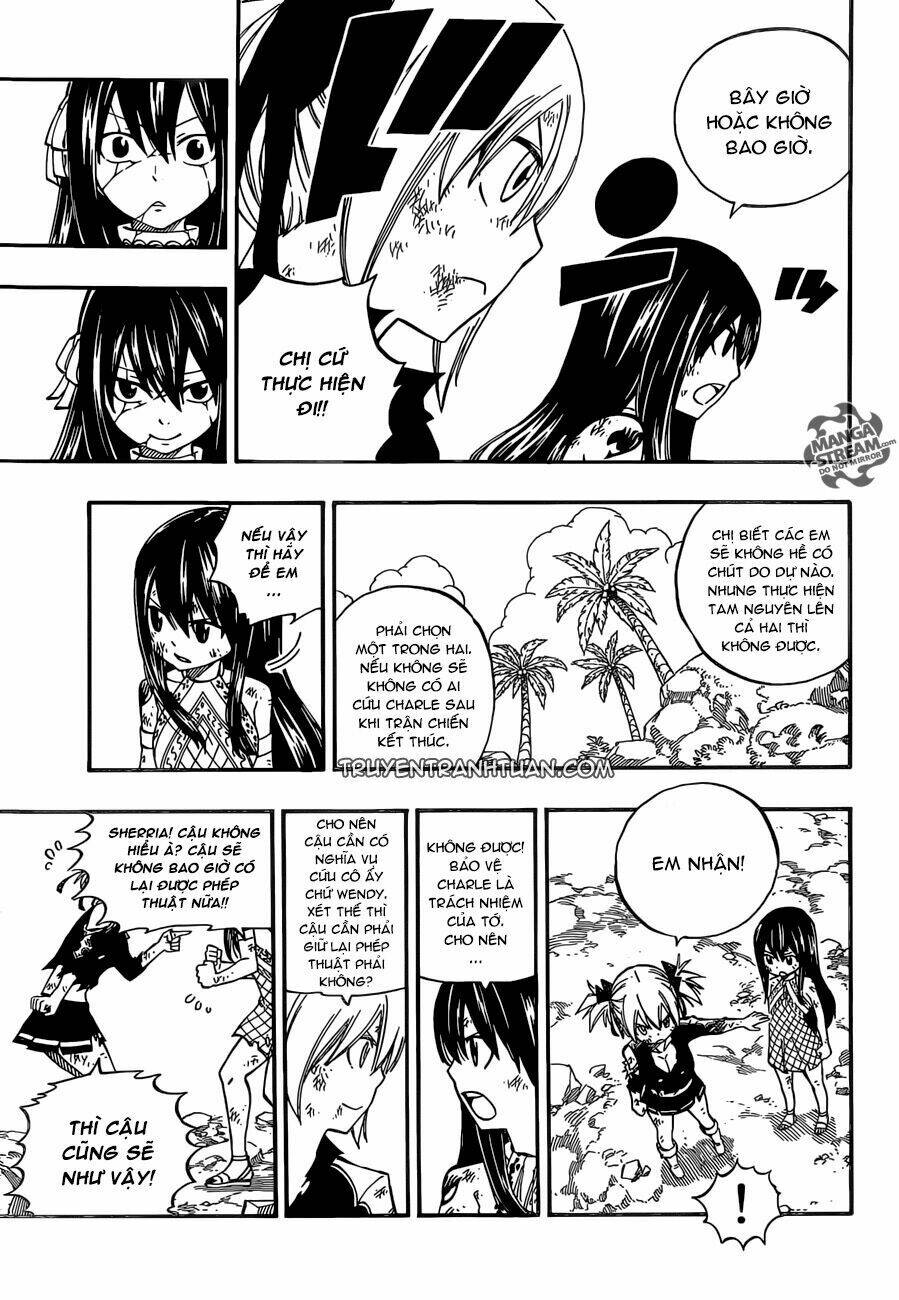 BÂY GIỜ
HOẶC KHÔNG
BAO GIỜ.
CHỊ CỨ
THỰC HIỆN
ĐI!!
MANGA
STREAM.com
DO NOT MIRROR
CHỊ BIẾT CÁC EM
SẼ KHÔNG HỀ CÓ
CHÚT DO DỰ NÀO.
NHƯNG THỰC HIỆN
TAM NGUYÊN LÊN
CẢ HAI THÌ
KHÔNG ĐƯỢC.
PHẢI CHỌN
MỘT TRONG HAI.
NẾU KHÔNG SẼ
KHÔNG CÓ AI
CỨU CHARLE SAU
KHI TRẬN CHIẾN
KẾT THÚC.
TRUYENTRANHTUAN.COM
NẾU VẬY
THÌ HÃY
ĐỂ EM
...
EM NHẬN!
!
KHÔNG ĐƯỢC!
BẢO VỆ
CHARLE LÀ
TRÁCH NHIỆM
CỦA TỚ.
CHO NÊN
...
CHO NÊN
CẬU CẦN CÓ
NGHĨA VỤ
CỨU CÔ ẤY
CHỨ WENDY.
XÉT THẾ THÌ
CẬU CẦN PHẢI
GIỮ LẠI PHÉP
THUẬT PHẢI
KHÔNG?
SHERRIA! CẬU KHÔNG
HIỂU À? CẬU SẼ
KHÔNG BAO GIỜ CÓ
LẠI ĐƯỢC PHÉP
THUẬT NỮA!!
THÌ CẬU
CŨNG SẼ
NHƯ VẬY!